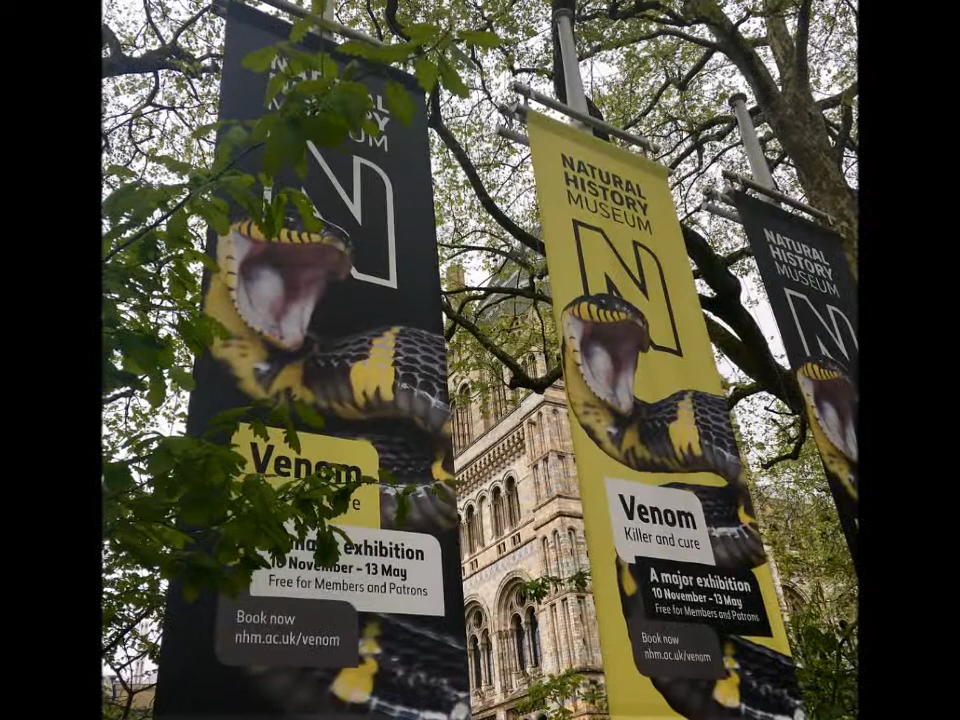 UM
N
Venom
major exhibition
10 November – 13 May
Free for Members and Patrons
Book now
nhm.ac.uk/venom
NATURAL
HISTORY
MUSEUM
N
Venom
Killer and cure
A major exhibition
10 November – 13 May
Free for Members and Patrons
Book now
nhm.ac.uk/venom
NATURAL
HISTORY
MUSEUM
N